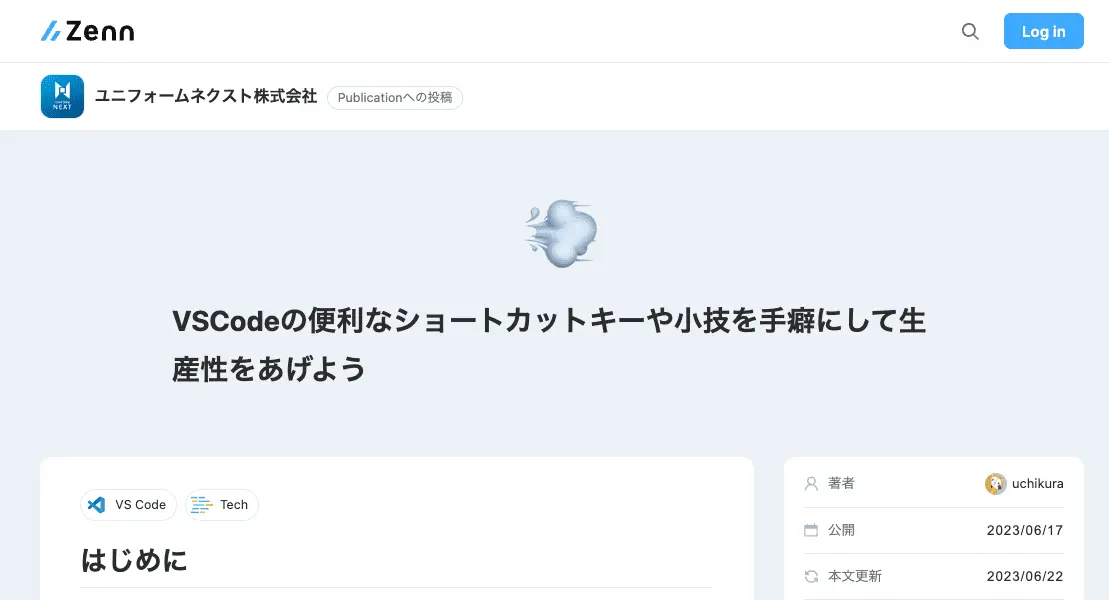 Zenn
Log in
ユニフォームネクスト株式会社 Publicationへの投稿
NEXT
VSCodeの便利なショートカットキーや小技を手癖にして生
産性をあげよう
VS Code Tech
はじめに
著者 uchikura
公開 2023/06/17
本文更新 2023/06/22